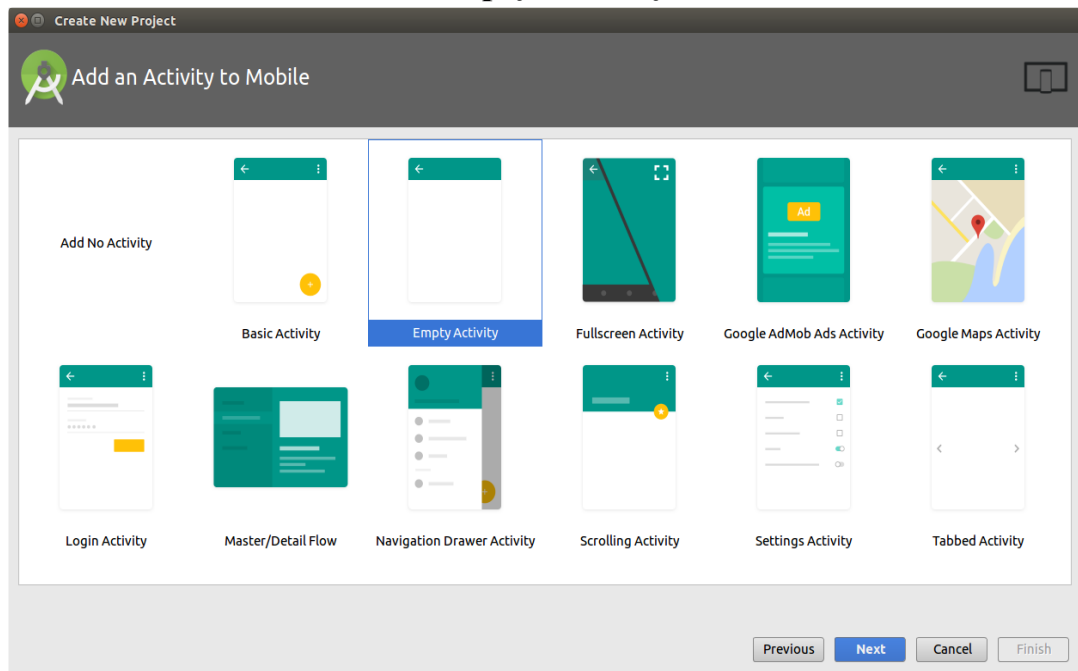 Create New Project
Add an Activity to Mobile
Add No Activity
Basic Activity
Empty Activity
Fullscreen Activity
Ad
Google AdMob Ads Activity
Google Maps Activity
Login Activity
Master/Detail Flow
Navigation Drawer Activity
Scrolling Activity
Settings Activity
Tabbed Activity
Previous Next Cancel Finish